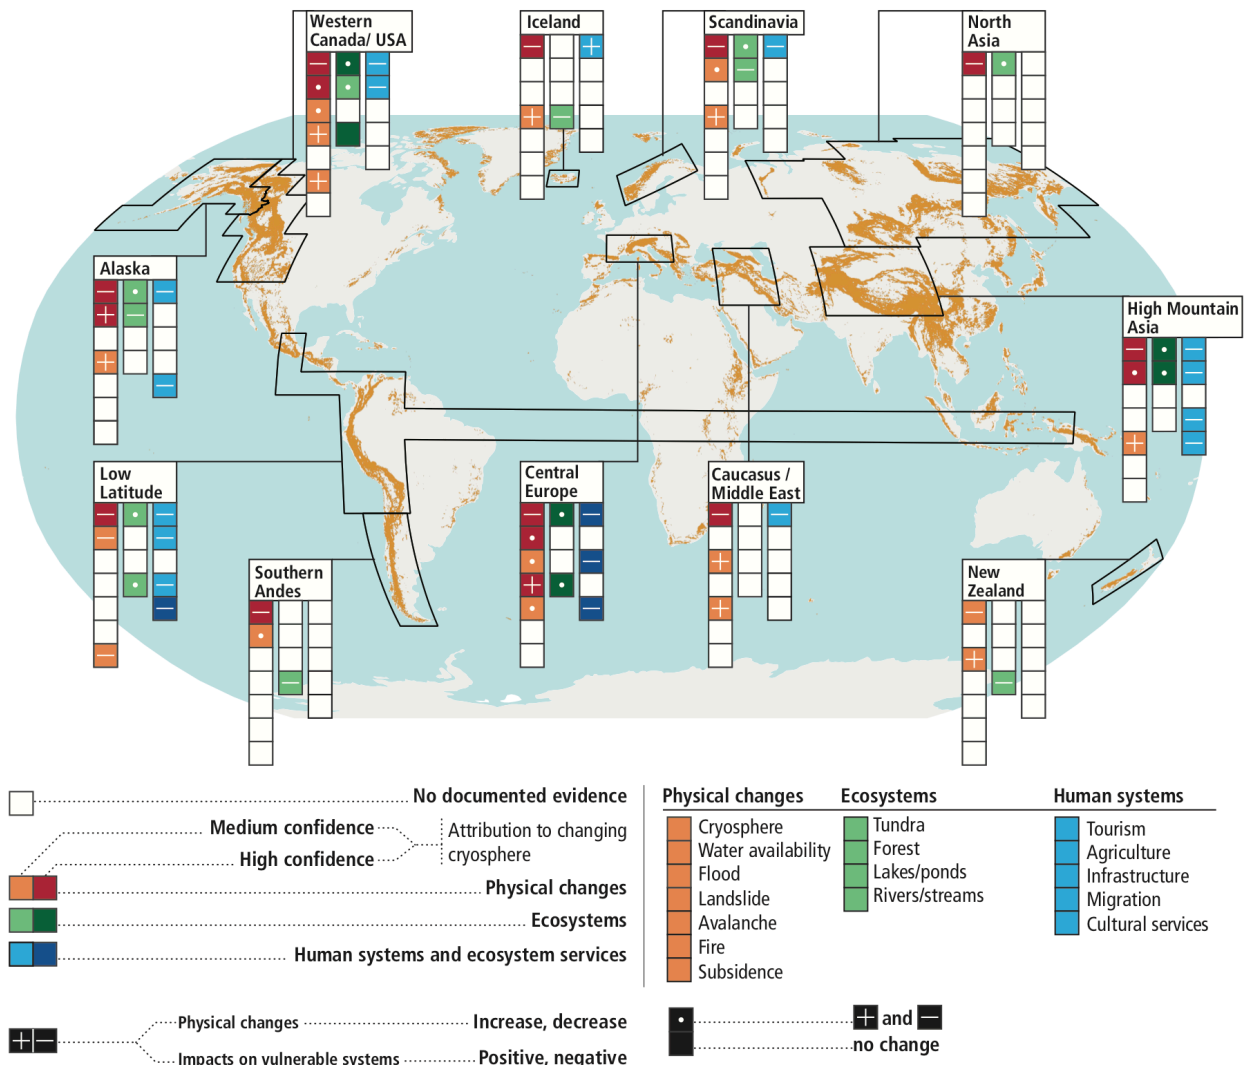 Western
Canada/ USA
Iceland
Scandinavia
North
Asia
Alaska
High Mountain
Asia
Low
Latitude
Central
Europe
Caucasus /
Middle East
Southern
Andes
New
Zealand
No documented evidence
Medium confidence
High confidence
Attribution to changing
cryosphere
Physical changes
Ecosystems
Human systems and ecosystem services
Physical changes
Increase, decrease
Impacts on vulnerable systems
Positive, negative
Physical changes
Cryosphere
Water availability
Flood
Landslide
Avalanche
Fire
Subsidence
Ecosystems
Tundra
Forest
Lakes/ponds
Rivers/streams
Human systems
Tourism
Agriculture
Infrastructure
Migration
Cultural services
+ and −
no change